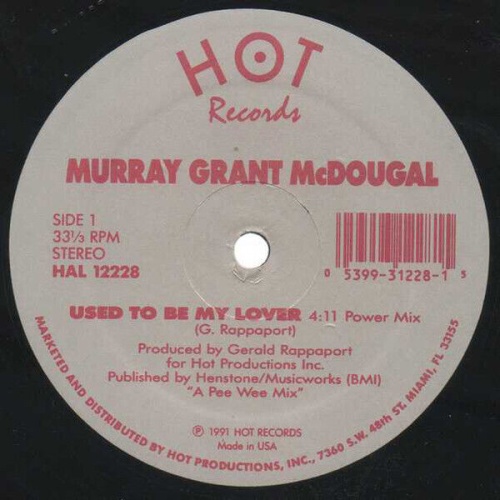 HOT
Records
MURRAY GRANT McDOUGAL
SIDE 1
33⅓ RPM
STEREO
HAL 12228
0 5399-31228-1 5
USED TO BE MY LOVER 4:11 Power Mix
(G. Rappaport)
Produced by Gerald Rappaport
for Hot Productions Inc.
Published by Henstone/Musicworks (BMI)
"A Pee Wee Mix"
℗ 1991 HOT RECORDS
Made in USA
MARKETED AND DISTRIBUTED BY HOT PRODUCTIONS, INC., 7360 S.W. 48th ST. MIAMI, FL 33155